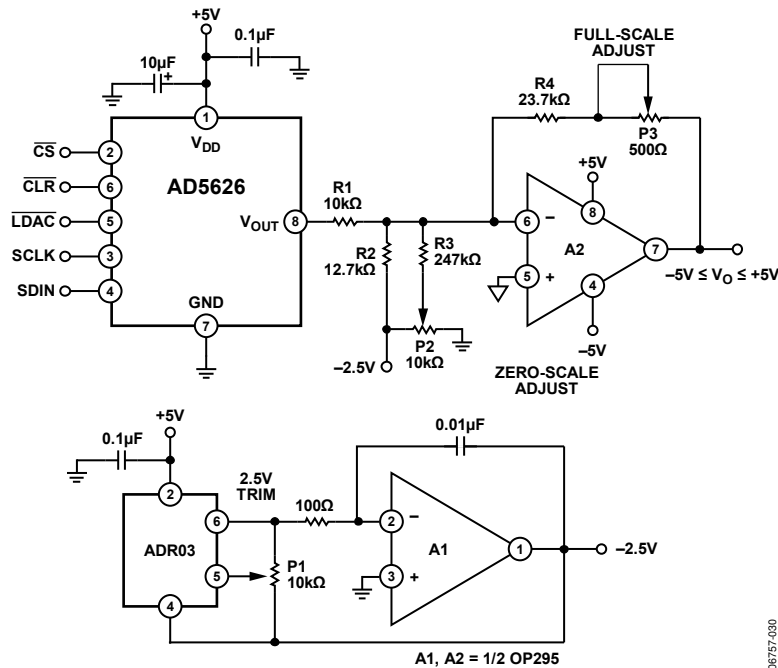 +5V
0.1µF
10µF
+
1
V_DD
C̅S̅ 2
C̅L̅R̅ 6
L̅D̅A̅C̅ 5
SCLK 3
SDIN 4
AD5626
V_OUT 8
GND
7
R1
10kΩ
R2
12.7kΩ
R3
247kΩ
P2
10kΩ
–2.5V
FULL-SCALE
ADJUST
R4
23.7kΩ
P3
500Ω
+5V
8
6 –
A2
5 +
7
4
–5V ≤ V_O ≤ +5V
–5V
ZERO-SCALE
ADJUST
+5V
0.1µF
2
2.5V
TRIM
6
ADR03
5
4
P1
10kΩ
100Ω
0.01µF
2 –
A1
3 +
1
–2.5V
A1, A2 = 1/2 OP295
06757-030